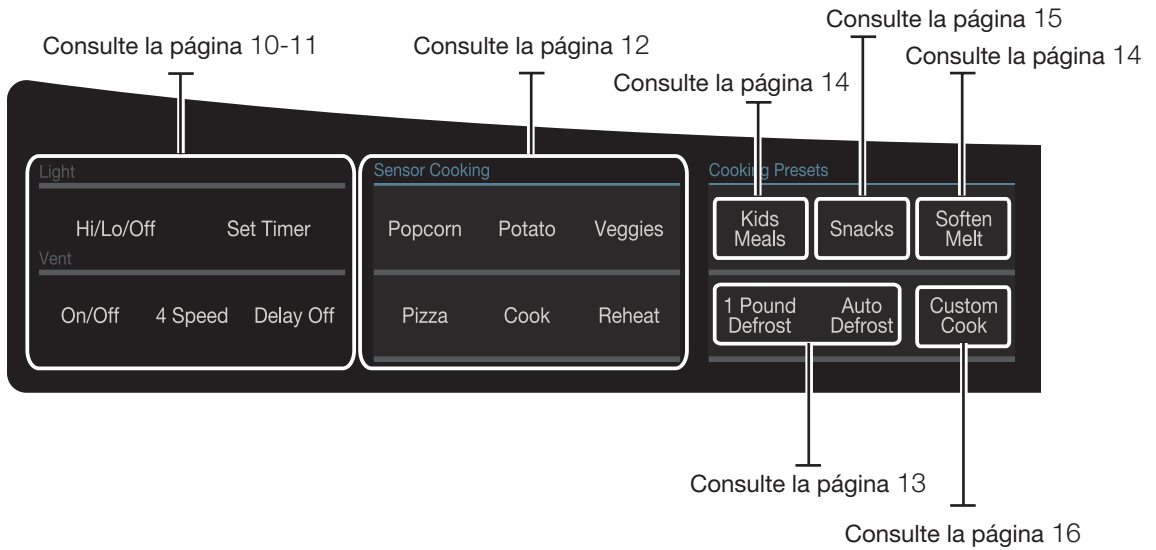 Consulte la página 15
Consulte la página 10-11
Consulte la página 12
Consulte la página 14
Consulte la página 14
Light
Hi/Lo/Off
Set Timer
Vent
On/Off
4 Speed
Delay Off
Sensor Cooking
Popcorn
Potato
Veggies
Pizza
Cook
Reheat
Cooking Presets
Kids
Meals
Snacks
Soften
Melt
1 Pound
Defrost
Auto
Defrost
Custom
Cook
Consulte la página 13
Consulte la página 16